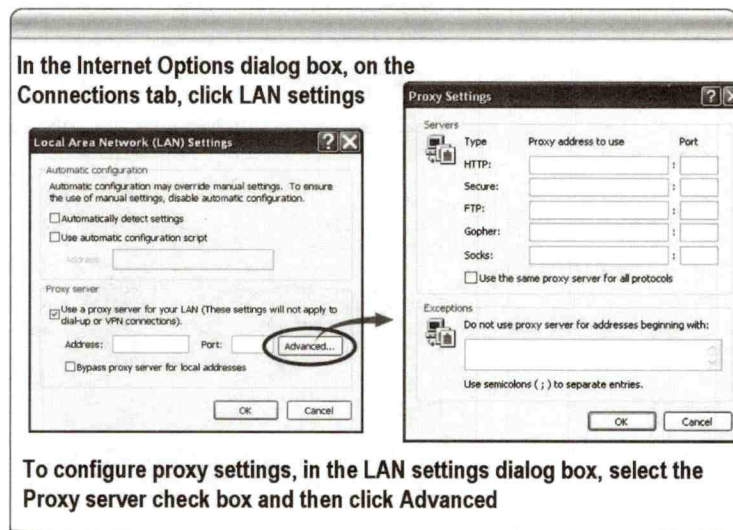 In the Internet Options dialog box, on the
Connections tab, click LAN settings
Local Area Network (LAN) Settings
Automatic configuration
Automatic configuration may override manual settings. To ensure
the use of manual settings, disable automatic configuration.
Automatically detect settings
Use automatic configuration script
Address
Proxy server
Use a proxy server for your LAN (These settings will not apply to
dial-up or VPN connections).
Address:
Port:
Advanced...
Bypass proxy server for local addresses
OK
Cancel
Proxy Settings
Servers
Type
Proxy address to use
Port
HTTP:
:
Secure:
:
FTP:
:
Gopher:
:
Socks:
:
Use the same proxy server for all protocols
Exceptions
Do not use proxy server for addresses beginning with:
Use semicolons ( ; ) to separate entries.
OK
Cancel
To configure proxy settings, in the LAN settings dialog box, select the
Proxy server check box and then click Advanced